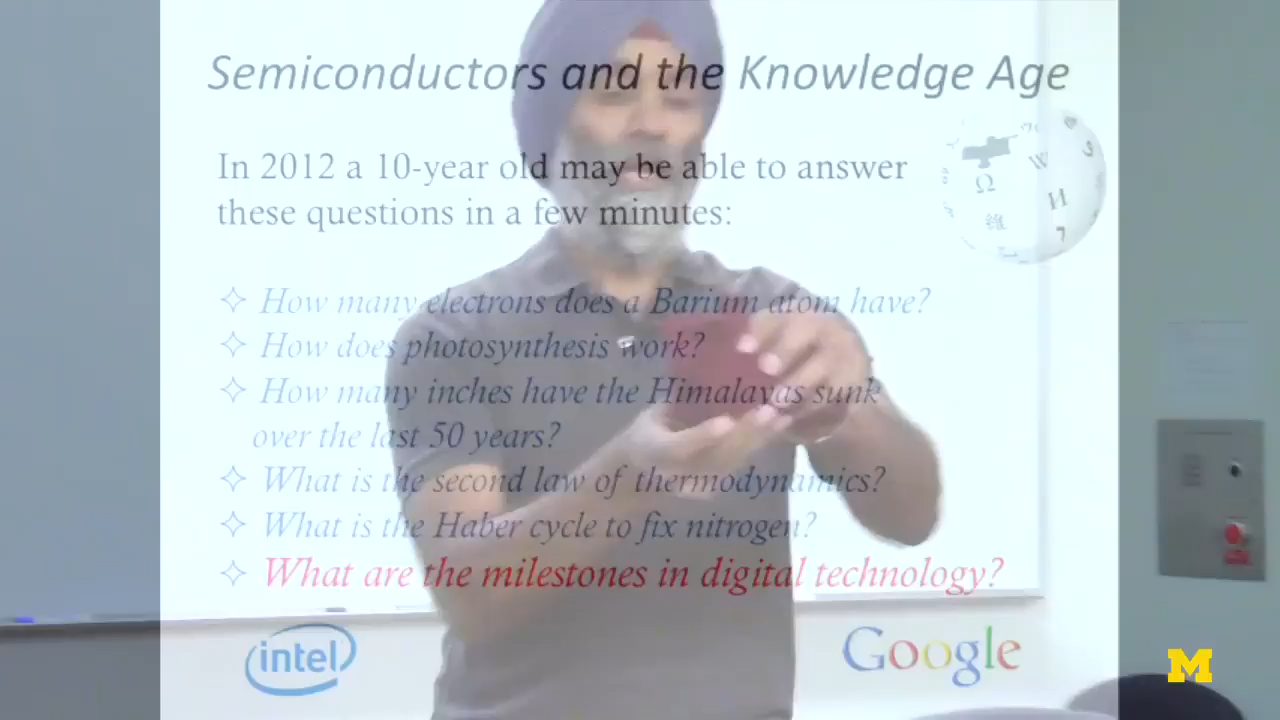 Semiconductors and the Knowledge Age
In 2012 a 10-year old may be able to answer
these questions in a few minutes:
✧ How many electrons does a Barium atom have?
✧ How does photosynthesis work?
✧ How many inches have the Himalayas sunk
over the last 50 years?
✧ What is the second law of thermodynamics?
✧ What is the Haber cycle to fix nitrogen?
✧ What are the milestones in digital technology?
Ω W И 維 7
intel
Google
M